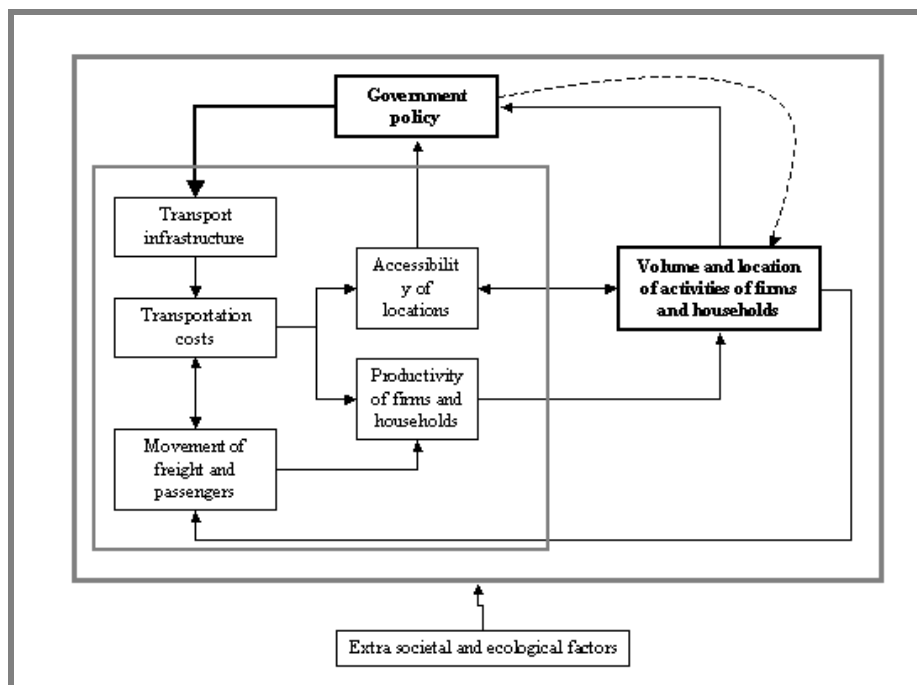 Government
policy
Transport
infrastructure
Accessibilit
y of
locations
Volume and location
of activities of firms
and households
Transportation
costs
Productivity
of firms and
households
Movement of
freight and
passengers
Extra societal and ecological factors